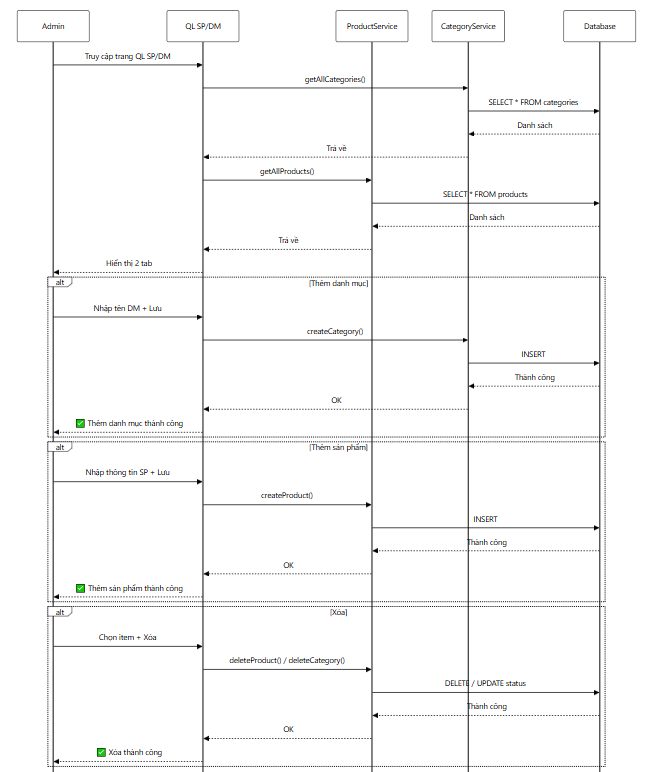 Admin
QL SP/DM
ProductService
CategoryService
Database
Truy cập trang QL SP/DM
getAllCategories()
SELECT * FROM categories
Danh sách
Trả về
getAllProducts()
SELECT * FROM products
Danh sách
Trả về
Hiển thị 2 tab
alt
[Thêm danh mục]
Nhập tên DM + Lưu
createCategory()
INSERT
Thành công
OK
✅ Thêm danh mục thành công
alt
[Thêm sản phẩm]
Nhập thông tin SP + Lưu
createProduct()
INSERT
Thành công
OK
✅ Thêm sản phẩm thành công
alt
[Xóa]
Chọn item + Xóa
deleteProduct() / deleteCategory()
DELETE / UPDATE status
Thành công
OK
✅ Xóa thành công